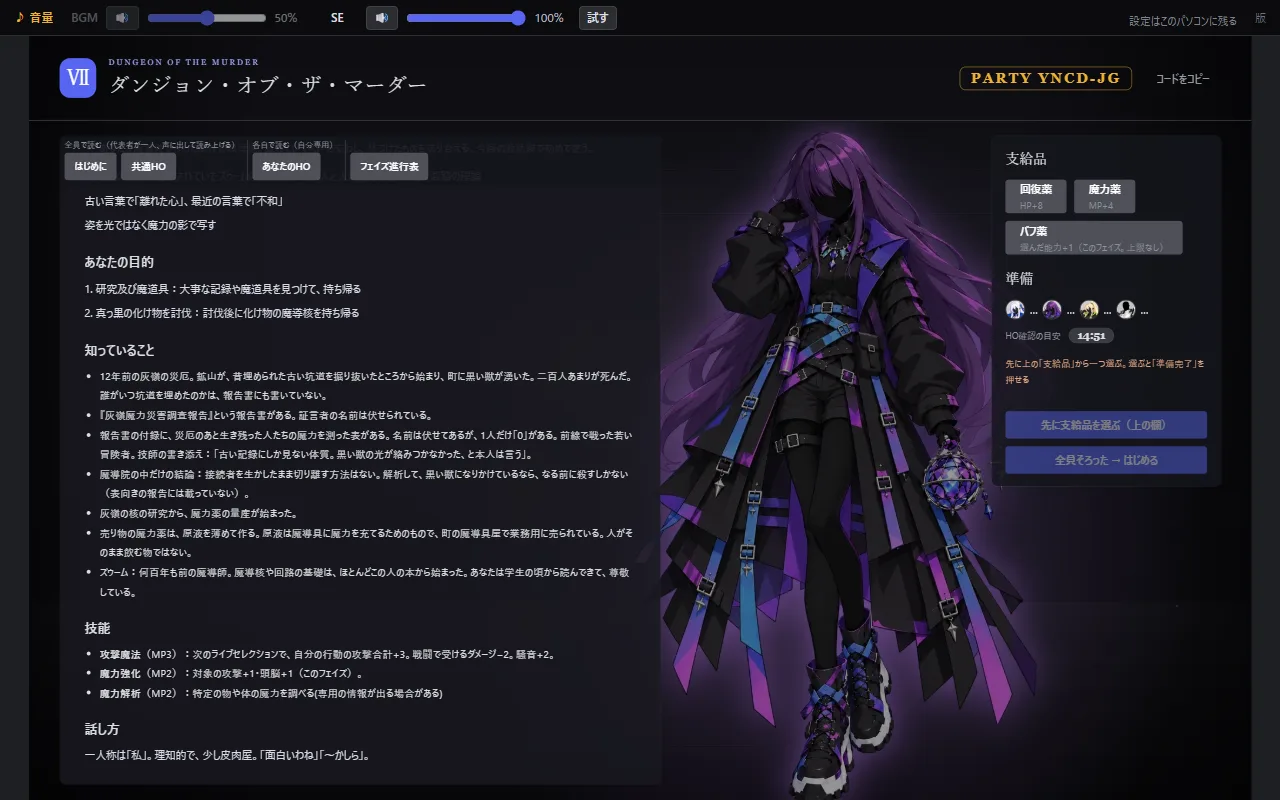 ♪ 音量 BGM 50% SE 100% 試す 設定はこのパソコンに残る 版
VII
DUNGEON OF THE MURDER
ダンジョン・オブ・ザ・マーダー
PARTY YNCD-JG コードをコピー
全員で読む（代表者が一人、声に出して読み上げる） 各自で読む（自分専用）
はじめに 共通HO あなたのHO フェイズ進行表
古い言葉で「離れた心」、最近の言葉で「不和」
姿を光ではなく魔力の影で写す
あなたの目的
1. 研究及び魔道具：大事な記録や魔道具を見つけて、持ち帰る
2. 真っ黒の化け物を討伐：討伐後に化け物の魔導核を持ち帰る
知っていること
• 12年前の灰嶺の災厄。鉱山が、昔埋められた古い坑道を掘り抜いたところから始まり、町に黒い獣が湧いた。二百人あまりが死んだ。
誰がいつ坑道を埋めたのかは、報告書にも書いていない。
• 『灰嶺魔力災害調査報告』という報告書がある。証言者の名前は伏せられている。
• 報告書の付録に、災厄のあと生き残った人たちの魔力を測った表がある。名前は伏せてあるが、1人だけ「0」がある。前線で戦った若い
冒険者。技師の書き添え：「古い記録にしか見ない体質。黒い獣の光が絡みつかなかった、と本人は言う」。
• 魔導院の中だけの結論：接続者を生かしたまま切り離す方法はない。解析して、黒い獣になりかけているなら、なる前に殺すしかない
（表向きの報告には載っていない）。
• 灰嶺の核の研究から、魔力薬の量産が始まった。
• 売り物の魔力薬は、原液を薄めて作る。原液は魔導具に魔力を充てるためのもので、町の魔導具屋で業務用に売られている。人がそ
のまま飲む物ではない。
• ズゥーム：何百年も前の魔導師。魔導核や回路の基礎は、ほとんどこの人の本から始まった。あなたは学生の頃から読んできて、尊敬
している。
技能
• 攻撃魔法（MP3）：次のライブセレクションで、自分の行動の攻撃合計+3。戦闘で受けるダメージ−2。騒音+2。
• 魔力強化（MP2）：対象の攻撃+1・頭脳+1（このフェイズ）。
• 魔力解析（MP2）：特定の物や体の魔力を調べる(専用の情報が出る場合がある)
話し方
一人称は「私」。理知的で、少し皮肉屋。「面白いわね」「〜かしら」。
支給品
回復薬 HP+8
魔力薬 MP+4
バフ薬
選んだ能力+1（このフェイズ。上限なし）
準備
... ... ... ...
HO確認の目安 14:51
先に上の「支給品」から一つ選ぶ。選ぶと「準備完了」を
押せる
先に支給品を選ぶ（上の欄）
全員そろった → はじめる